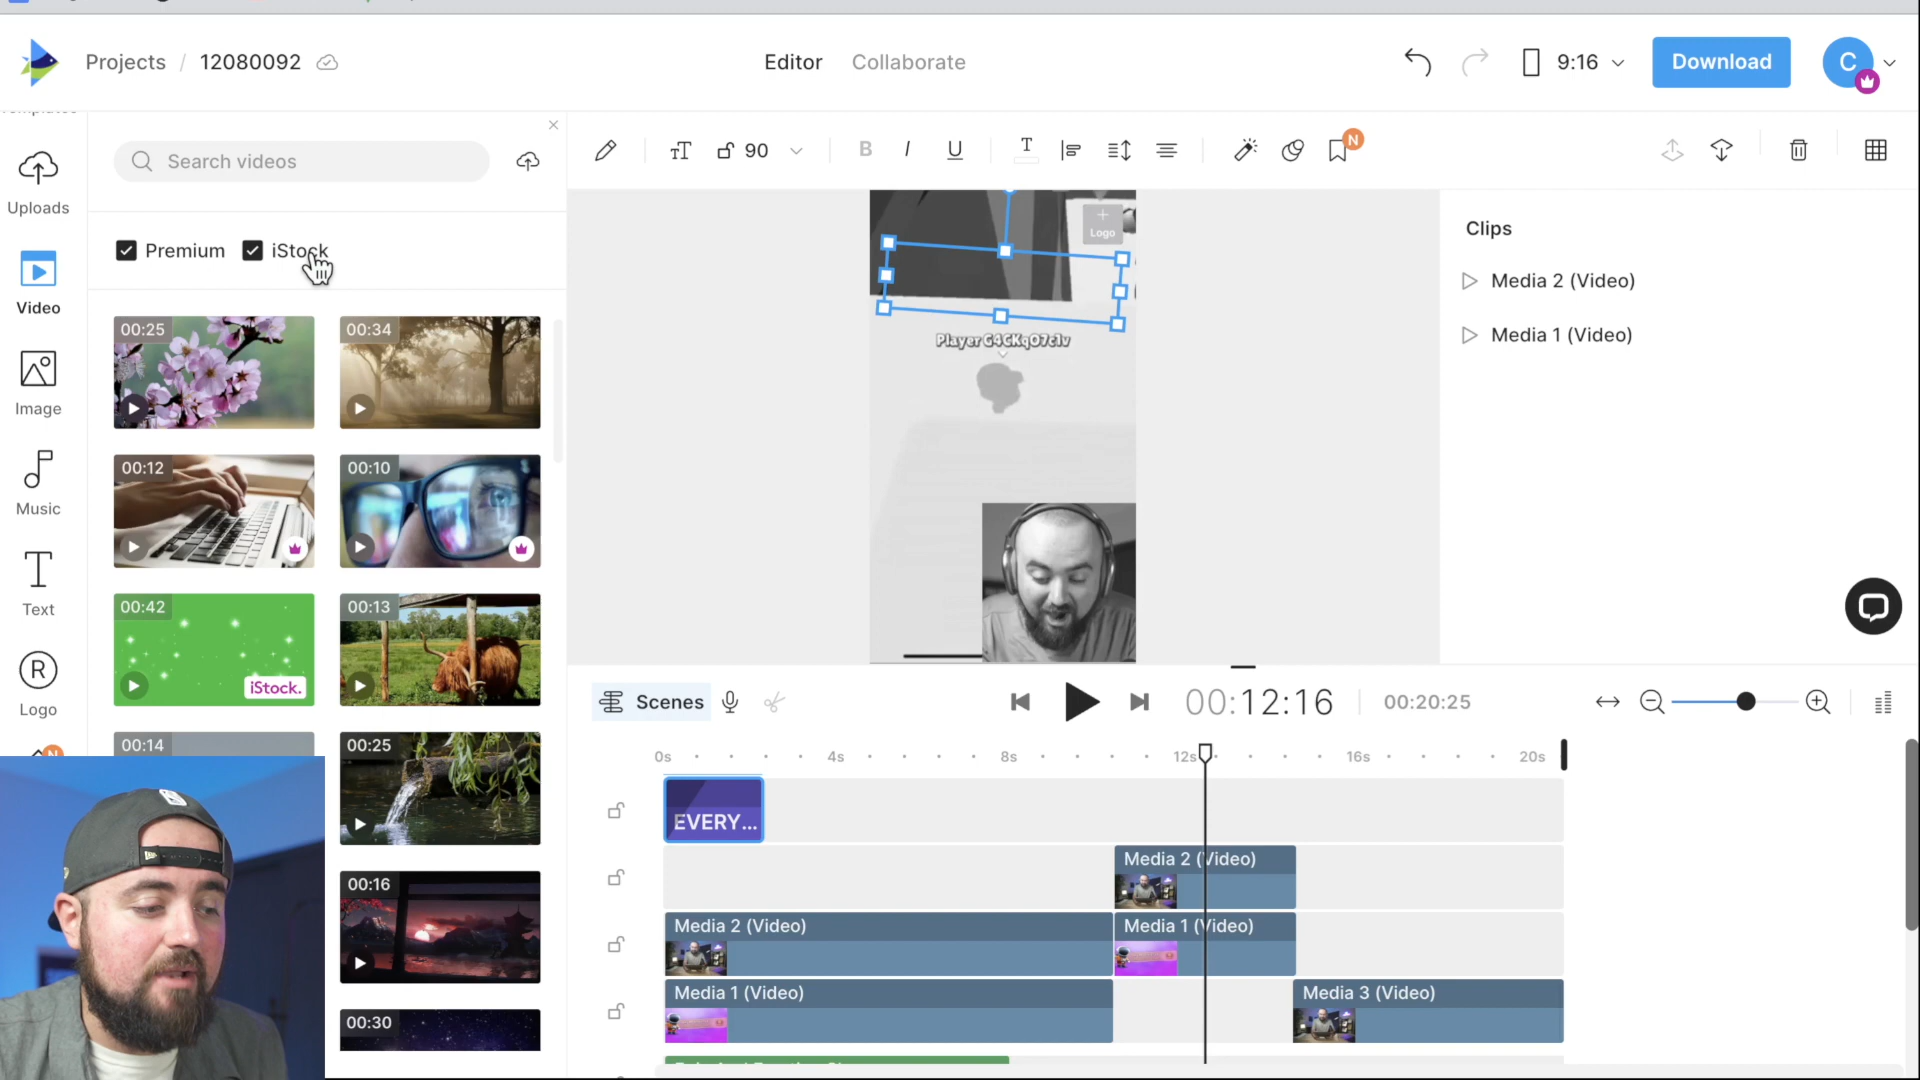 Projects / 12080092
Editor
Collaborate
9:16
Download
C
Uploads
Search videos
90
B
I
U
T
N
Premium
iStock
Video
Image
Music
Text
R
Logo
N
00:25
00:34
00:12
00:10
00:42
iStock.
00:13
00:14
00:25
00:16
00:30
+
Logo
Player C4CKqO7c1v
Clips
Media 2 (Video)
Media 1 (Video)
Scenes
00:12:16
00:20:25
0s
4s
8s
12s
16s
20s
EVERY...
Media 2 (Video)
Media 2 (Video)
Media 1 (Video)
Media 1 (Video)
Media 3 (Video)